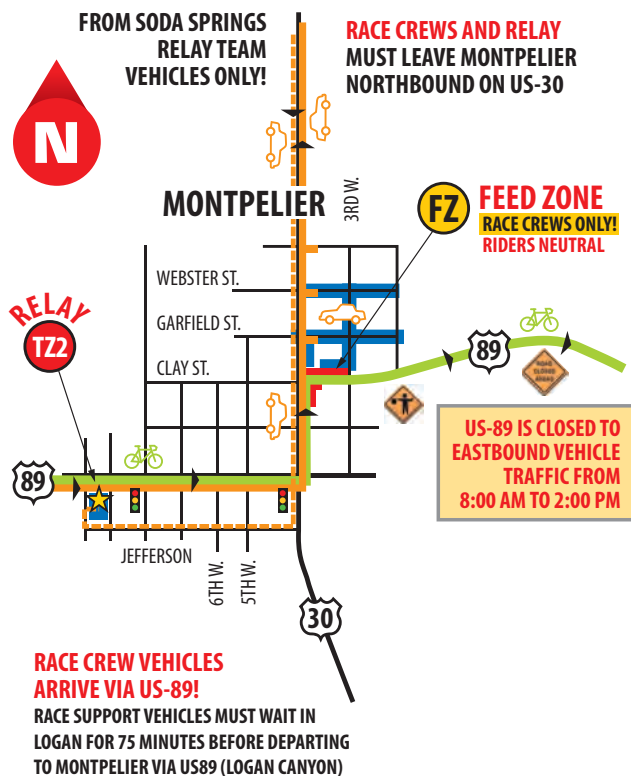 FROM SODA SPRINGS
RELAY TEAM
VEHICLES ONLY!
RACE CREWS AND RELAY
MUST LEAVE MONTPELIER
NORTHBOUND ON US-30
N
MONTPELIER
3RD W.
FZ
FEED ZONE
RACE CREWS ONLY!
RIDERS NEUTRAL
WEBSTER ST.
GARFIELD ST.
CLAY ST.
RELAY
TZ2
89
ROAD
CLOSED
AHEAD
US-89 IS CLOSED TO
EASTBOUND VEHICLE
TRAFFIC FROM
8:00 AM TO 2:00 PM
89
JEFFERSON
6TH W.
5TH W.
30
RACE CREW VEHICLES
ARRIVE VIA US-89!
RACE SUPPORT VEHICLES MUST WAIT IN
LOGAN FOR 75 MINUTES BEFORE DEPARTING
TO MONTPELIER VIA US89 (LOGAN CANYON)